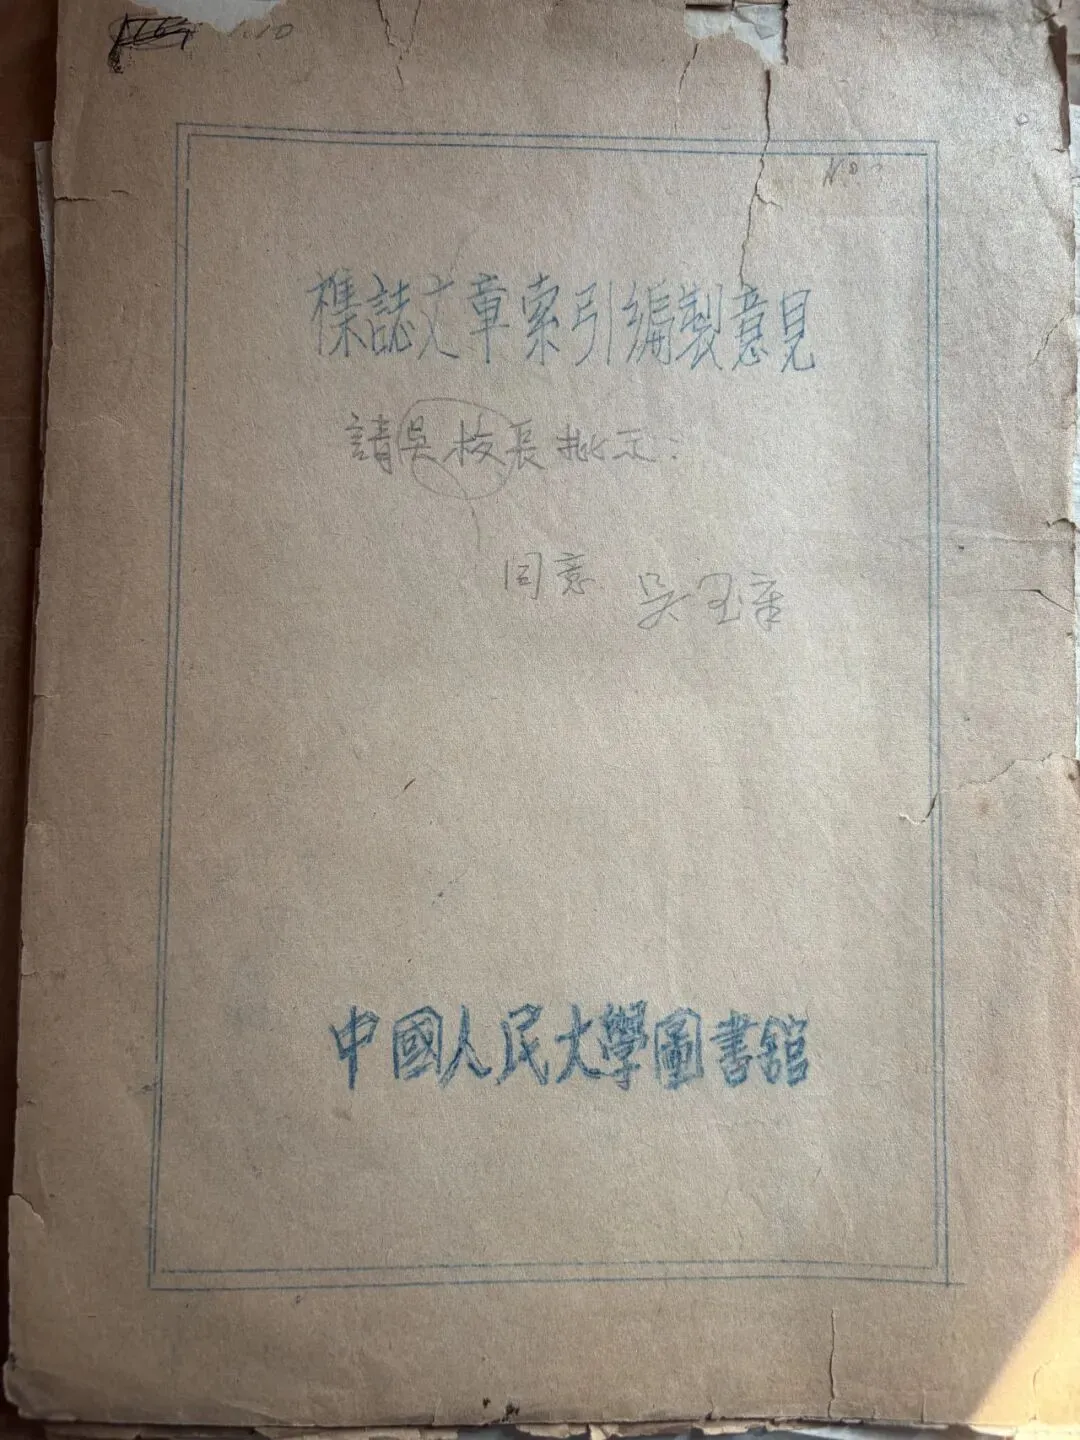 No.
雜誌文章索引編製意見
請吳校長批示：
同意 吳玉章
中國人民大學圖書館